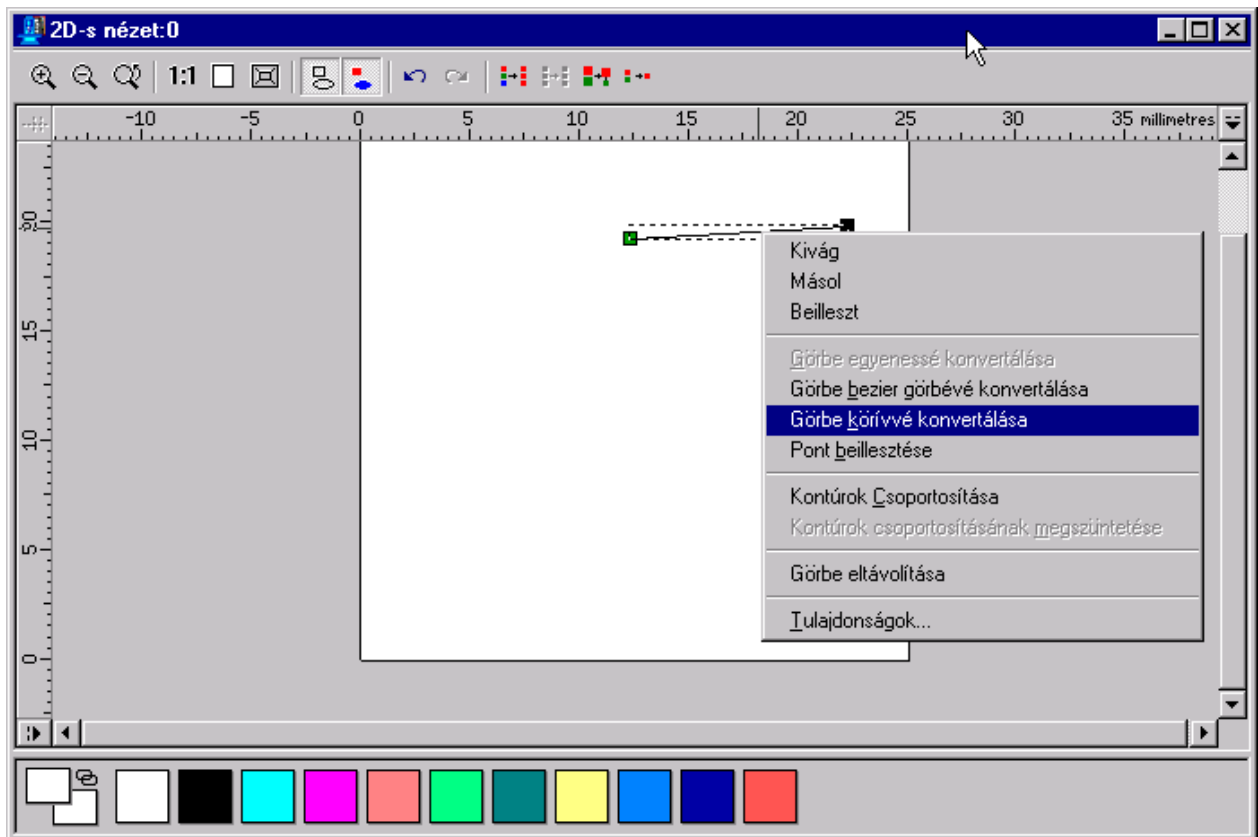 2D-s nézet:0
1:1
-10 -5 0 5 10 15 20 25 30 35 millimetres
20
15
10
5
0
Kivág
Másol
Beilleszt
Görbe egyenessé konvertálása
Görbe bezier görbévé konvertálása
Görbe körívvé konvertálása
Pont beillesztése
Kontúrok Csoportosítása
Kontúrok csoportosításának megszüntetése
Görbe eltávolítása
Tulajdonságok...